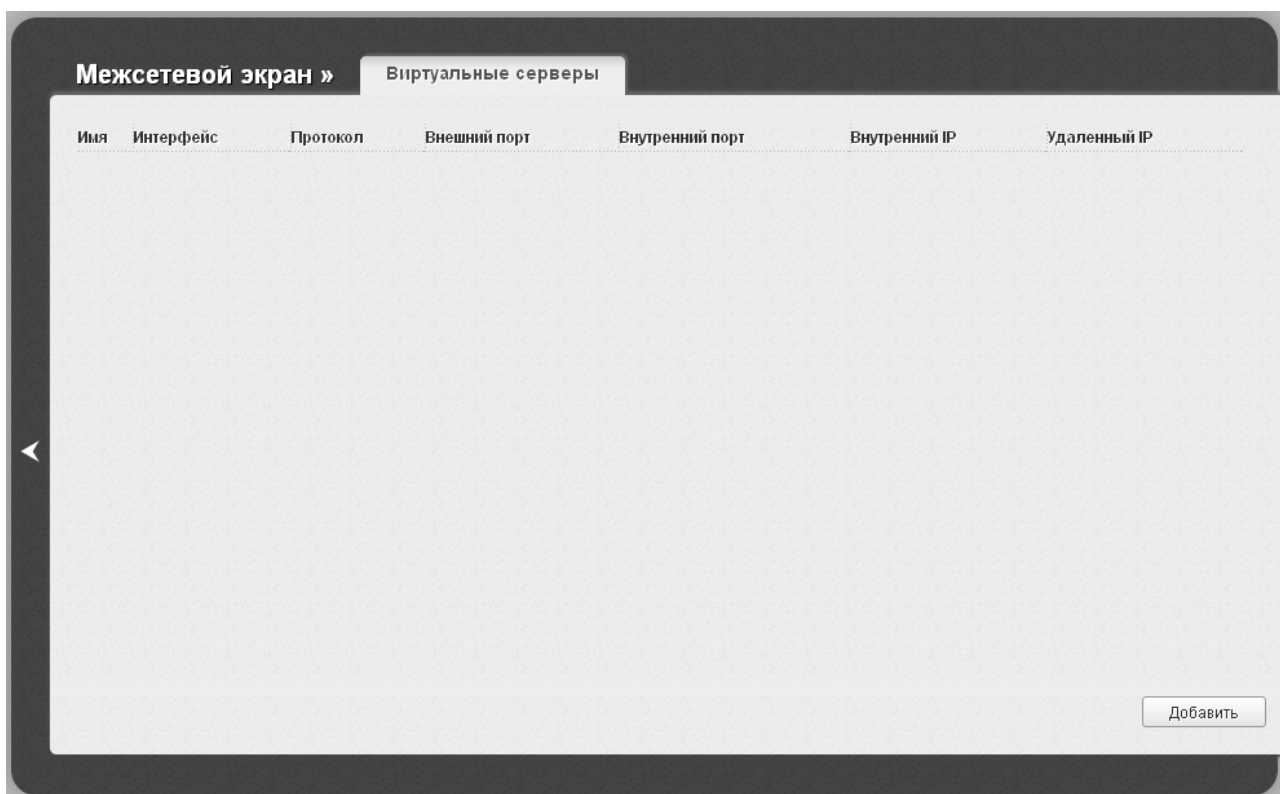 Межсетевой экран » Виртуальные серверы
Имя Интерфейс Протокол Внешний порт Внутренний порт Внутренний IP Удаленный IP
Добавить